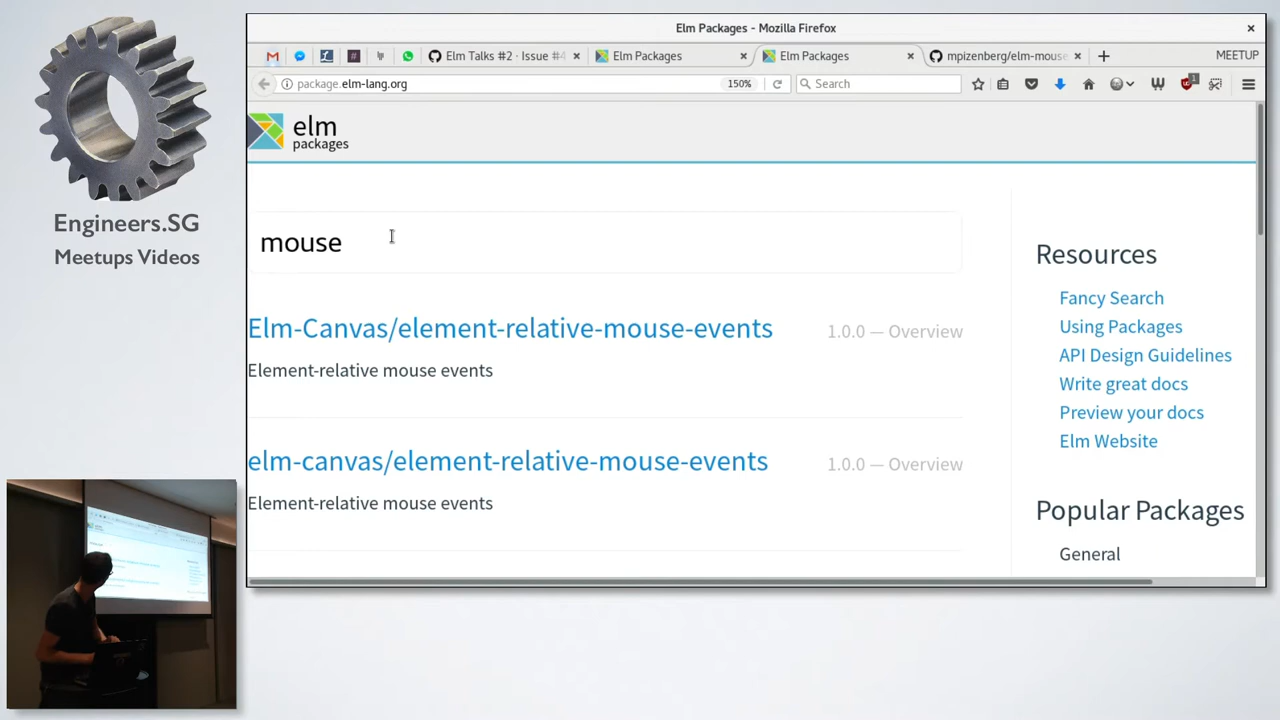 Elm Packages - Mozilla Firefox
Elm Talks #2 · Issue #4
Elm Packages
Elm Packages
mpizenberg/elm-mouse
MEETUP
package.elm-lang.org
150%
Search
1
elm
packages
mouse
Elm-Canvas/element-relative-mouse-events
1.0.0 — Overview
Element-relative mouse events
elm-canvas/element-relative-mouse-events
1.0.0 — Overview
Element-relative mouse events
Resources
Fancy Search
Using Packages
API Design Guidelines
Write great docs
Preview your docs
Elm Website
Popular Packages
General
Engineers.SG
Meetups Videos